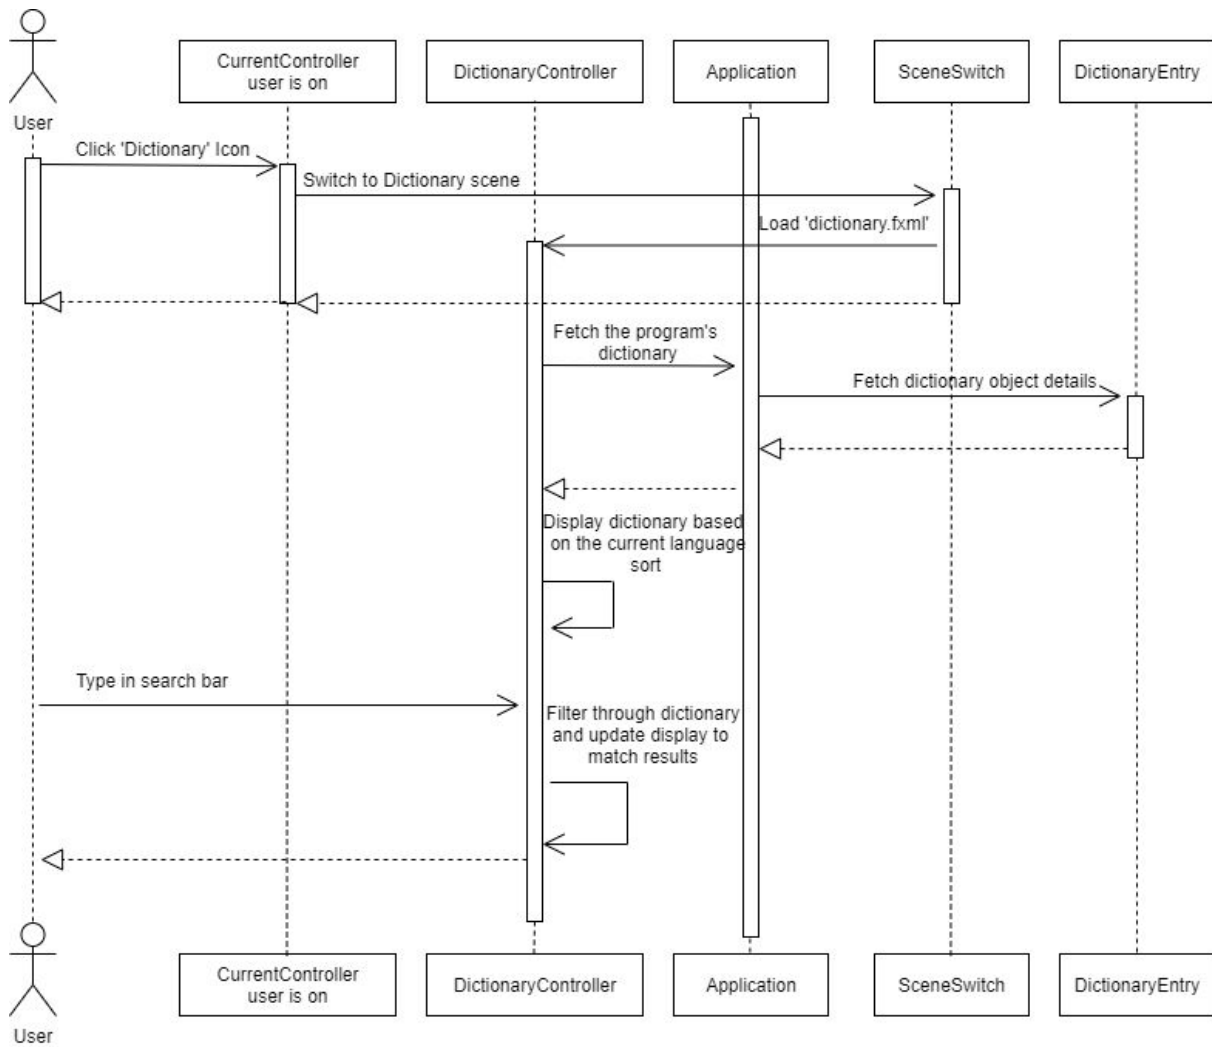 CurrentController
user is on
DictionaryController
Application
SceneSwitch
DictionaryEntry
User
Click 'Dictionary' Icon
Switch to Dictionary scene
Load 'dictionary.fxml'
Fetch the program's
dictionary
Fetch dictionary object details
Display dictionary based
on the current language
sort
Type in search bar
Filter through dictionary
and update display to
match results
CurrentController
user is on
DictionaryController
Application
SceneSwitch
DictionaryEntry
User